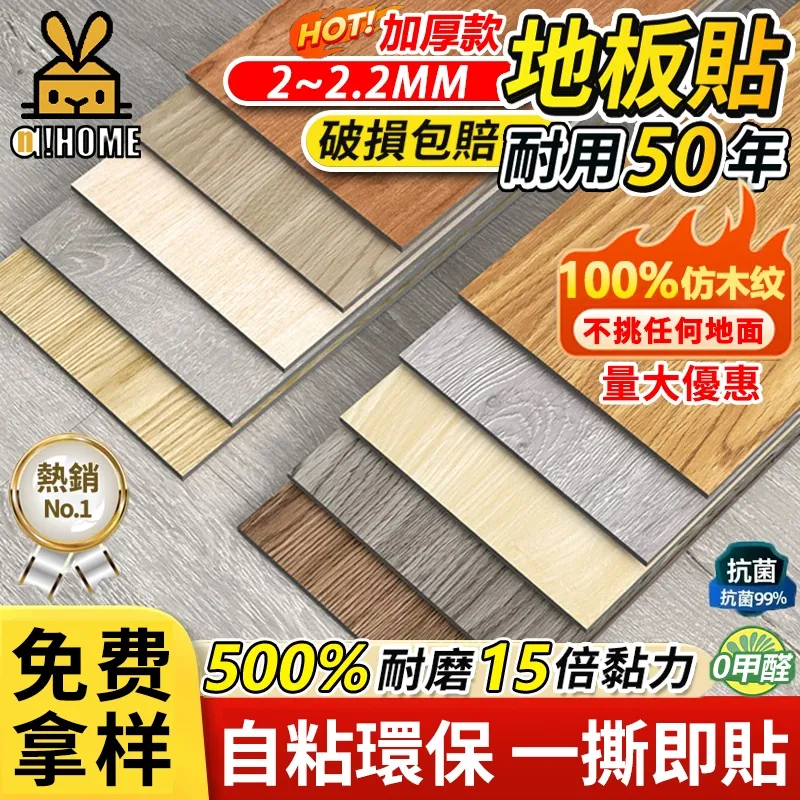 a!HOME
HOT!
加厚款
2~2.2MM
破損包賠
地板貼
耐用50年
100%仿木纹
不挑任何地面
量大優惠
熱銷
No.1
抗菌
抗菌99%
免费
拿样
500%耐磨15倍黏力
0甲醛
自粘環保 一撕即貼